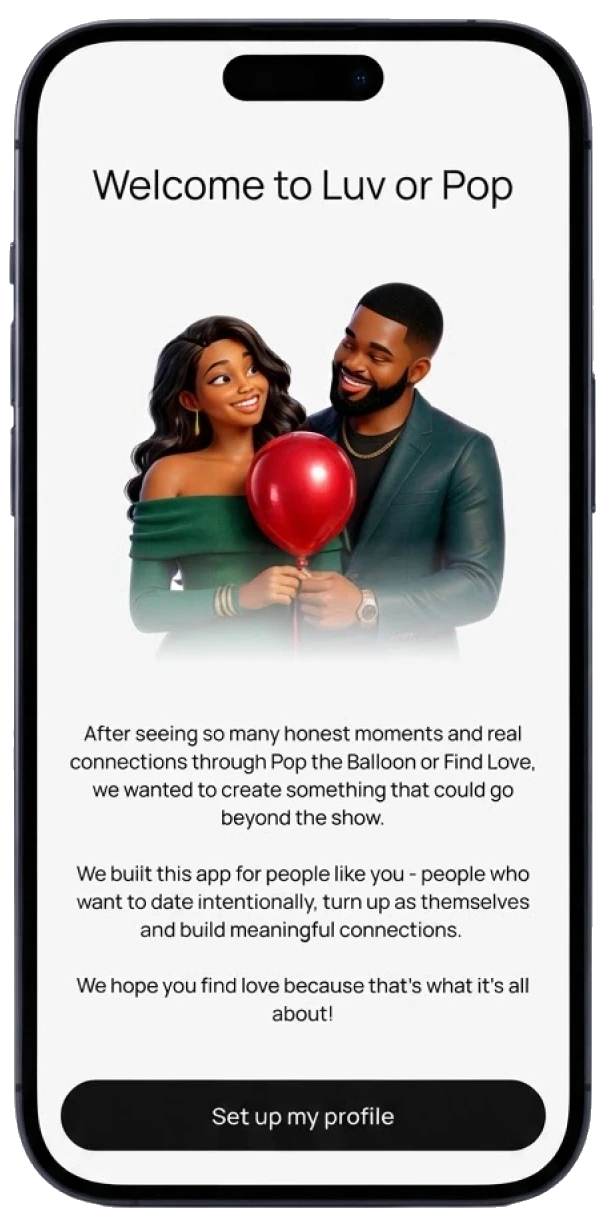 Welcome to Luv or Pop
After seeing so many honest moments and real
connections through Pop the Balloon or Find Love,
we wanted to create something that could go
beyond the show.
We built this app for people like you - people who
want to date intentionally, turn up as themselves
and build meaningful connections.
We hope you find love because that's what it's all
about!
Set up my profile